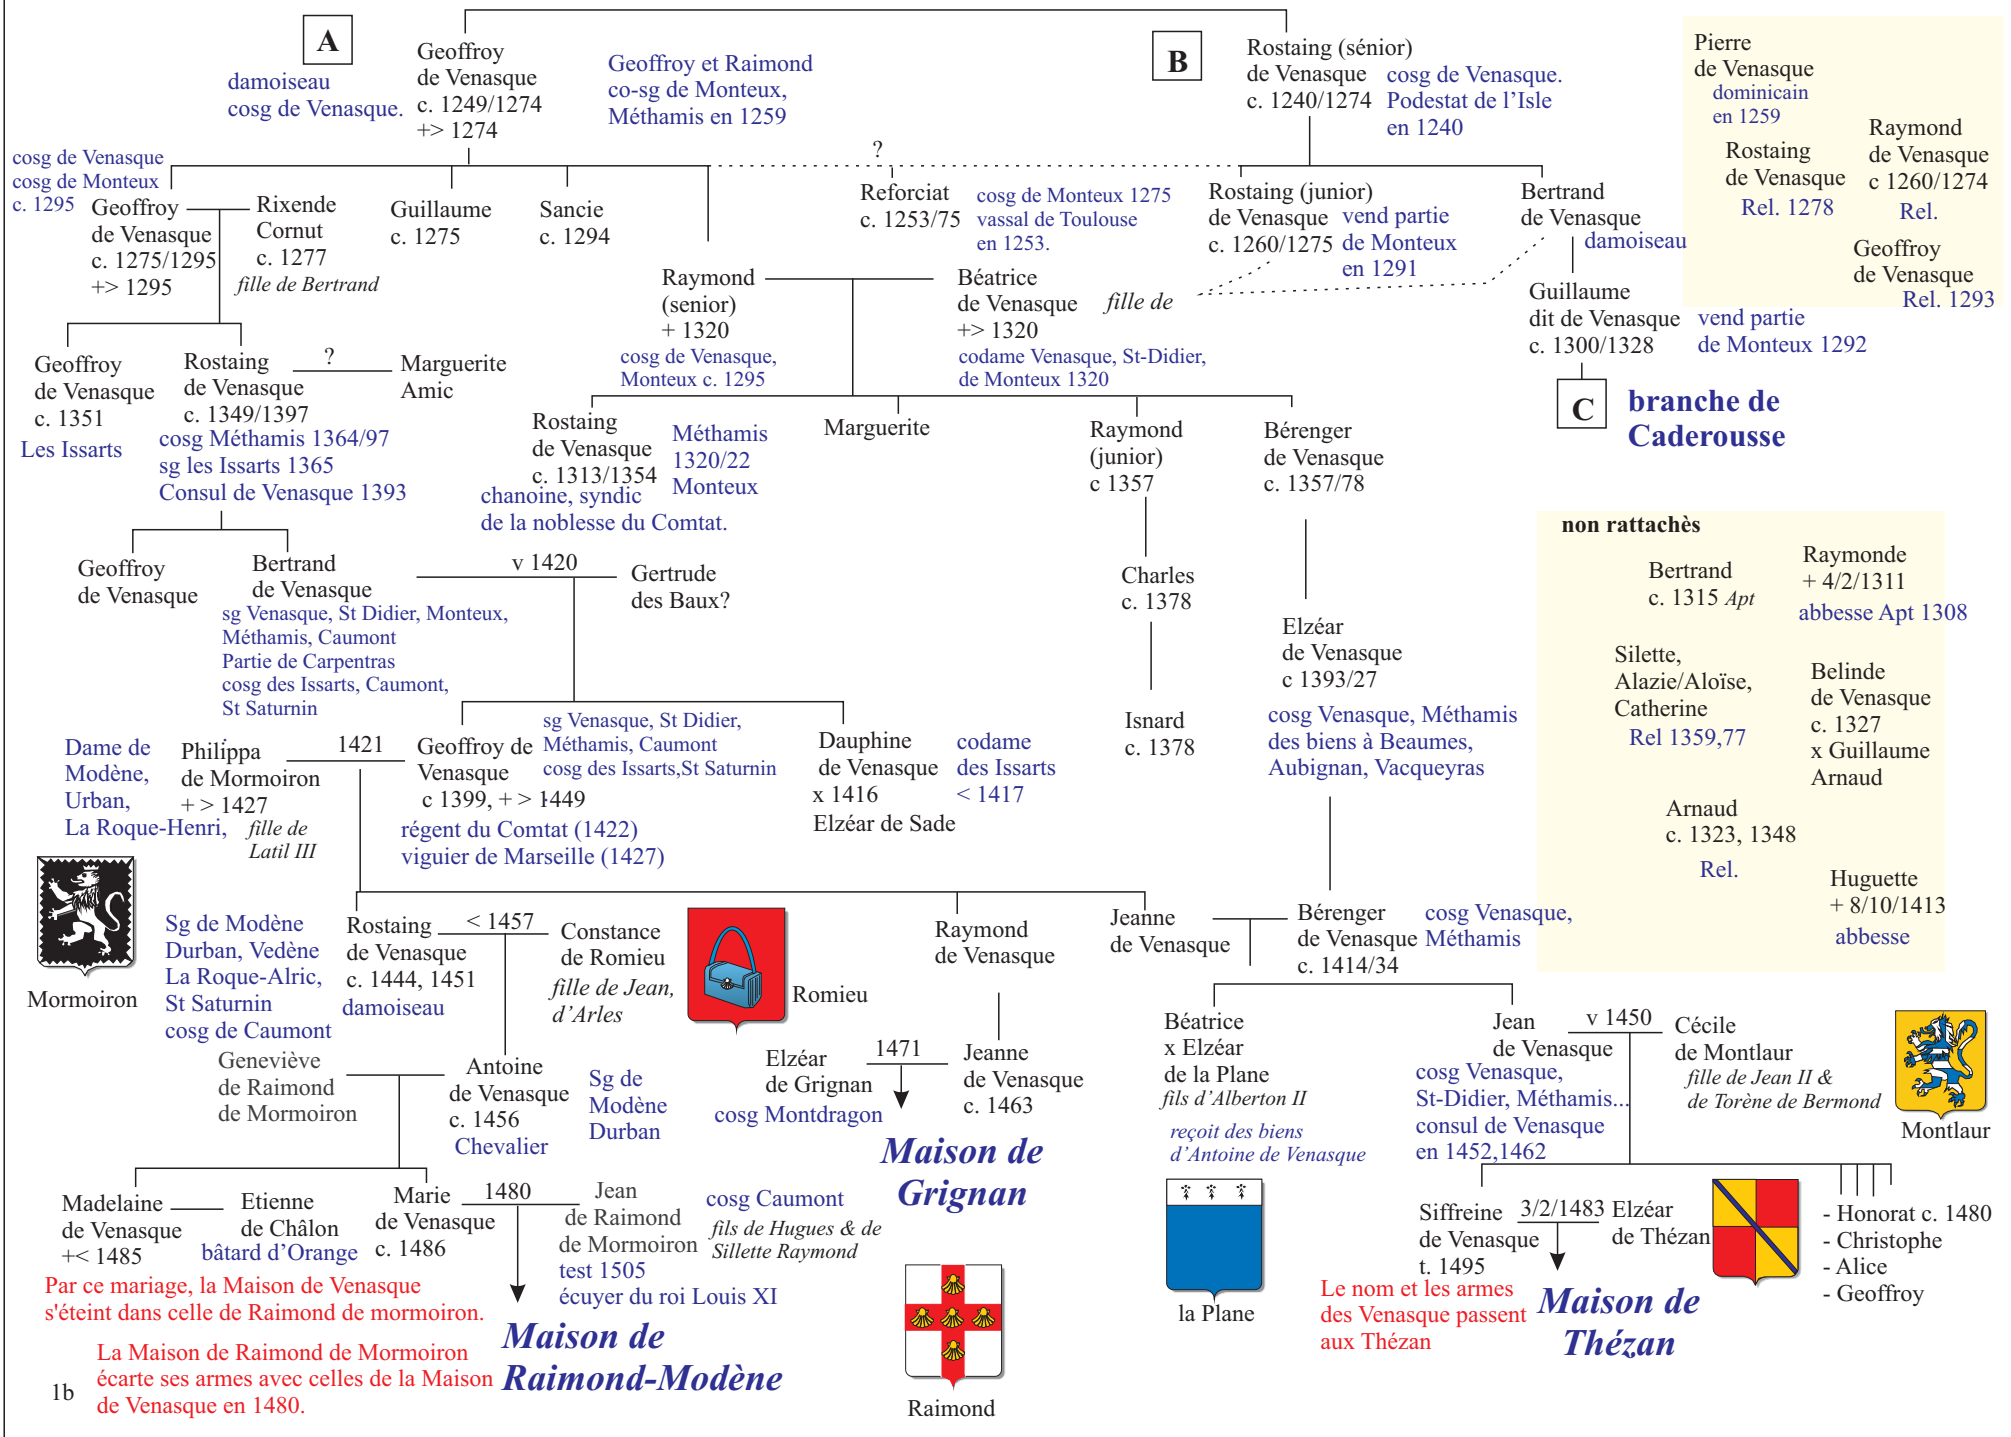 A
Geoffroy
de Venasque
c. 1249/1274
+> 1274
damoiseau
cosg de Venasque.
Geoffroy et Raimond
co-sg de Monteux,
Méthamis en 1259
B
Rostaing (sénior)
de Venasque
c. 1240/1274
cosg de Venasque.
Podestat de l’Isle
en 1240
Pierre
de Venasque
dominicain
en 1259
Rostaing
de Venasque
Rel. 1278
Raymond
de Venasque
c 1260/1274
Rel.
Geoffroy
de Venasque
Rel. 1293
cosg de Venasque
cosg de Monteux
c. 1295
Geoffroy
de Venasque
c. 1275/1295
+> 1295
Rixende
Cornut
c. 1277
fille de Bertrand
Guillaume
c. 1275
Sancie
c. 1294
?
Reforciat
c. 1253/75
cosg de Monteux 1275
vassal de Toulouse
en 1253.
Rostaing (junior)
de Venasque
c. 1260/1275
vend partie
de Monteux
en 1291
Bertrand
de Venasque
damoiseau
Raymond
(senior)
+ 1320
cosg de Venasque,
Monteux c. 1295
Béatrice
de Venasque
+> 1320
fille de
codame Venasque, St-Didier,
de Monteux 1320
Guillaume
dit de Venasque
c. 1300/1328
vend partie
de Monteux 1292
C
branche de
Caderousse
Geoffroy
de Venasque
c. 1351
Les Issarts
Rostaing
de Venasque
c. 1349/1397
cosg Méthamis 1364/97
sg les Issarts 1365
Consul de Venasque 1393
?
Marguerite
Amic
Rostaing
de Venasque
c. 1313/1354
chanoine, syndic
de la noblesse du Comtat.
Méthamis
1320/22
Monteux
Marguerite
Raymond
(junior)
c 1357
Bérenger
de Venasque
c. 1357/78
non rattachès
Bertrand
c. 1315 Apt
Raymonde
+ 4/2/1311
abbesse Apt 1308
Silette,
Alazie/Aloïse,
Catherine
Rel 1359,77
Belinde
de Venasque
c. 1327
x Guillaume
Arnaud
Arnaud
c. 1323, 1348
Rel.
Huguette
+ 8/10/1413
abbesse
Geoffroy
de Venasque
Bertrand
de Venasque
v 1420
Gertrude
des Baux?
sg Venasque, St Didier, Monteux,
Méthamis, Caumont
Partie de Carpentras
cosg des Issarts, Caumont,
St Saturnin
Charles
c. 1378
Isnard
c. 1378
Elzéar
de Venasque
c 1393/27
cosg Venasque, Méthamis
des biens à Beaumes,
Aubignan, Vacqueyras
Dame de
Modène,
Urban,
La Roque-Henri,
Philippa
de Mormoiron
+ > 1427
fille de
Latil III
1421
Geoffroy de
Venasque
c 1399, + > 1449
sg Venasque, St Didier,
Méthamis, Caumont
cosg des Issarts,St Saturnin
régent du Comtat (1422)
viguier de Marseille (1427)
Dauphine
de Venasque
x 1416
Elzéar de Sade
codame
des Issarts
< 1417
Mormoiron
Sg de Modène
Durban, Vedène
La Roque-Alric,
St Saturnin
cosg de Caumont
Rostaing
de Venasque
c. 1444, 1451
damoiseau
< 1457
Constance
de Romieu
fille de Jean,
d’Arles
Romieu
Raymond
de Venasque
Jeanne
de Venasque
Bérenger
de Venasque
c. 1414/34
cosg Venasque,
Méthamis
Geneviève
de Raimond
de Mormoiron
Antoine
de Venasque
c. 1456
Chevalier
Sg de
Modène
Durban
Elzéar
de Grignan
cosg Montdragon
1471
Jeanne
de Venasque
c. 1463
Maison de
Grignan
Béatrice
x Elzéar
de la Plane
fils d’Alberton II
reçoit des biens
d’Antoine de Venasque
la Plane
Jean
de Venasque
v 1450
Cécile
de Montlaur
fille de Jean II &
de Torène de Bermond
Montlaur
cosg Venasque,
St-Didier, Méthamis...
consul de Venasque
en 1452,1462
Madelaine
de Venasque
+< 1485
Etienne
de Châlon
bâtard d’Orange
Marie
de Venasque
c. 1486
1480
Jean
de Raimond
de Mormoiron
test 1505
écuyer du roi Louis XI
cosg Caumont
fils de Hugues & de
Sillette Raymond
Par ce mariage, la Maison de Venasque
s'éteint dans celle de Raimond de mormoiron.
La Maison de Raimond de Mormoiron
écarte ses armes avec celles de la Maison
de Venasque en 1480.
Maison de
Raimond-Modène
Raimond
Siffreine
de Venasque
t. 1495
3/2/1483
Elzéar
de Thézan
Le nom et les armes
des Venasque passent
aux Thézan
Maison de
Thézan
- Honorat c. 1480
- Christophe
- Alice
- Geoffroy
1b